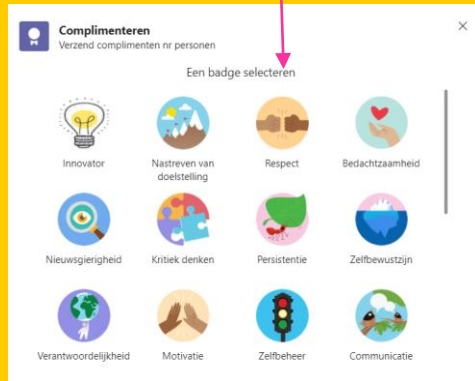 Complimenteren
Verzend complimenten nr personen
Een badge selecteren
Innovator
Nastreven van
doelstelling
Respect
Bedachtzaamheid
Nieuwsgierigheid
Kritiek denken
Persistentie
Zelfbewustzijn
Verantwoordelijkheid
Motivatie
Zelfbeheer
Communicatie